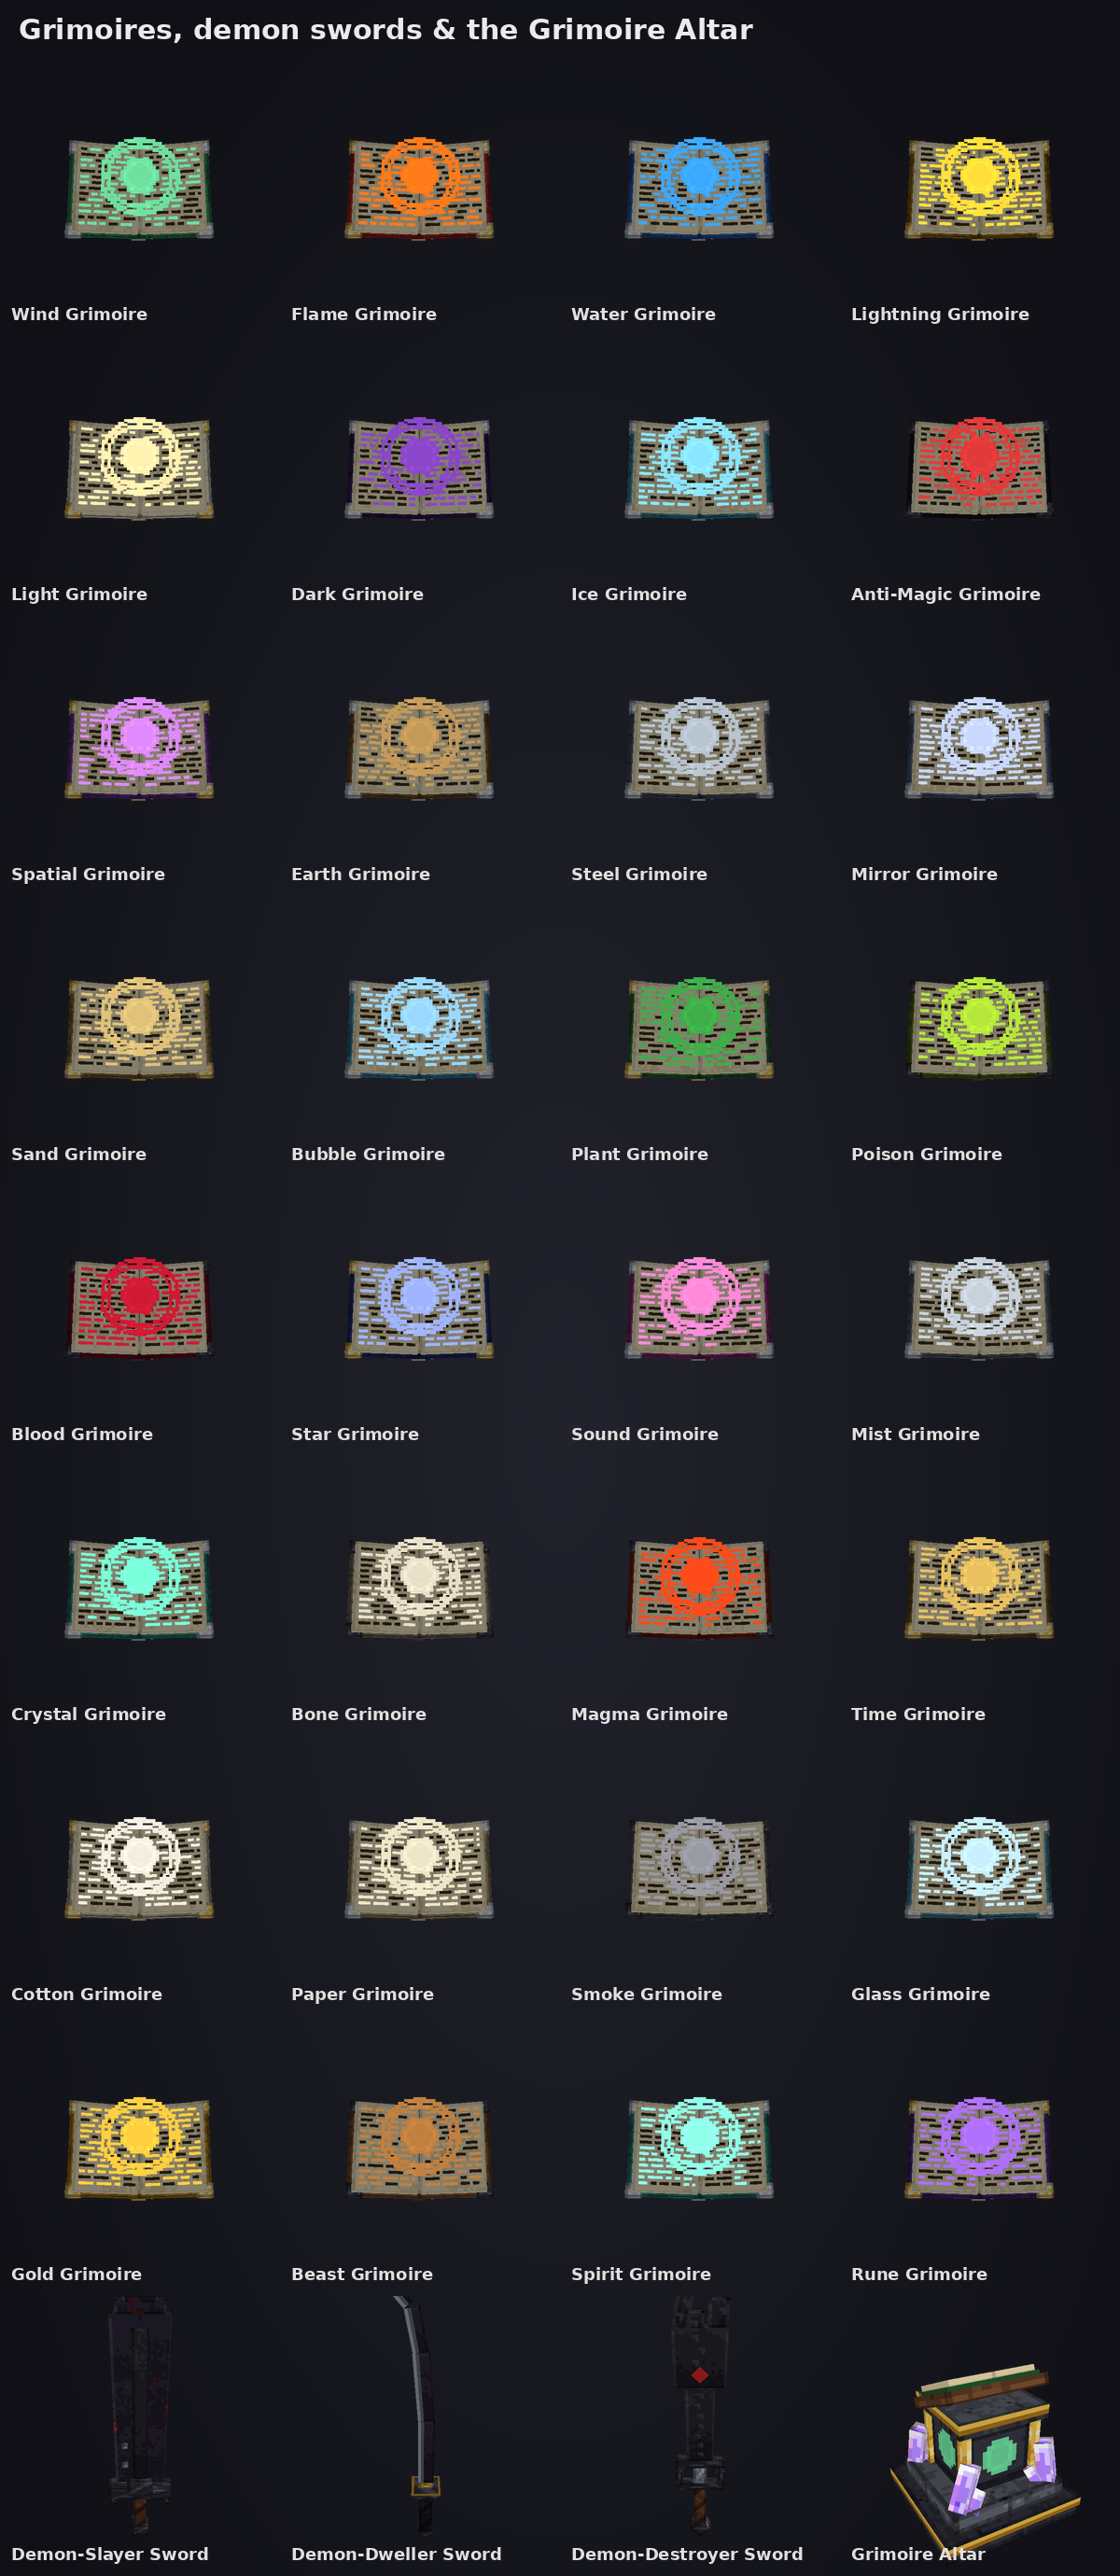 Grimoires, demon swords & the Grimoire Altar
Wind Grimoire
Flame Grimoire
Water Grimoire
Lightning Grimoire
Light Grimoire
Dark Grimoire
Ice Grimoire
Anti-Magic Grimoire
Spatial Grimoire
Earth Grimoire
Steel Grimoire
Mirror Grimoire
Sand Grimoire
Bubble Grimoire
Plant Grimoire
Poison Grimoire
Blood Grimoire
Star Grimoire
Sound Grimoire
Mist Grimoire
Crystal Grimoire
Bone Grimoire
Magma Grimoire
Time Grimoire
Cotton Grimoire
Paper Grimoire
Smoke Grimoire
Glass Grimoire
Gold Grimoire
Beast Grimoire
Spirit Grimoire
Rune Grimoire
Demon-Slayer Sword
Demon-Dweller Sword
Demon-Destroyer Sword
Grimoire Altar